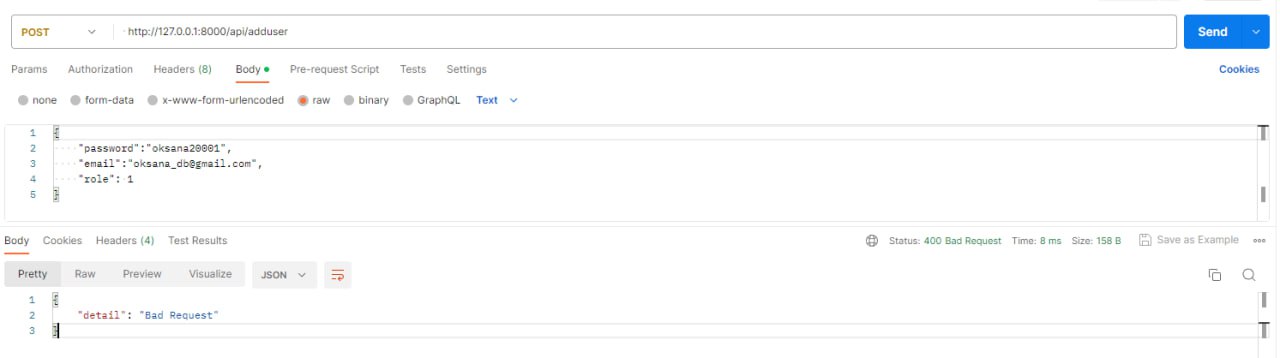 POST http://127.0.0.1:8000/api/adduser Send
Params Authorization Headers (8) Body Pre-request Script Tests Settings Cookies
none form-data x-www-form-urlencoded raw binary GraphQL Text
1 {
2 "password":"oksana20001",
3 "email":"oksana_db@gmail.com",
4 "role": 1
5 }
Body Cookies Headers (4) Test Results Status: 400 Bad Request Time: 8 ms Size: 158 B Save as Example
Pretty Raw Preview Visualize JSON
1 {
2 "detail": "Bad Request"
3 }